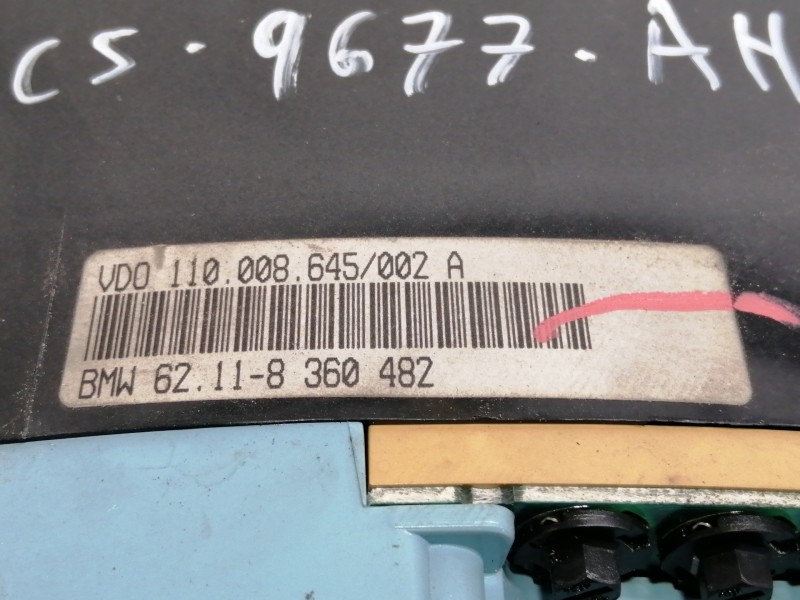 CS-9677-AH
VDO 110.008.645/002 A
BMW 62.11-8 360 482